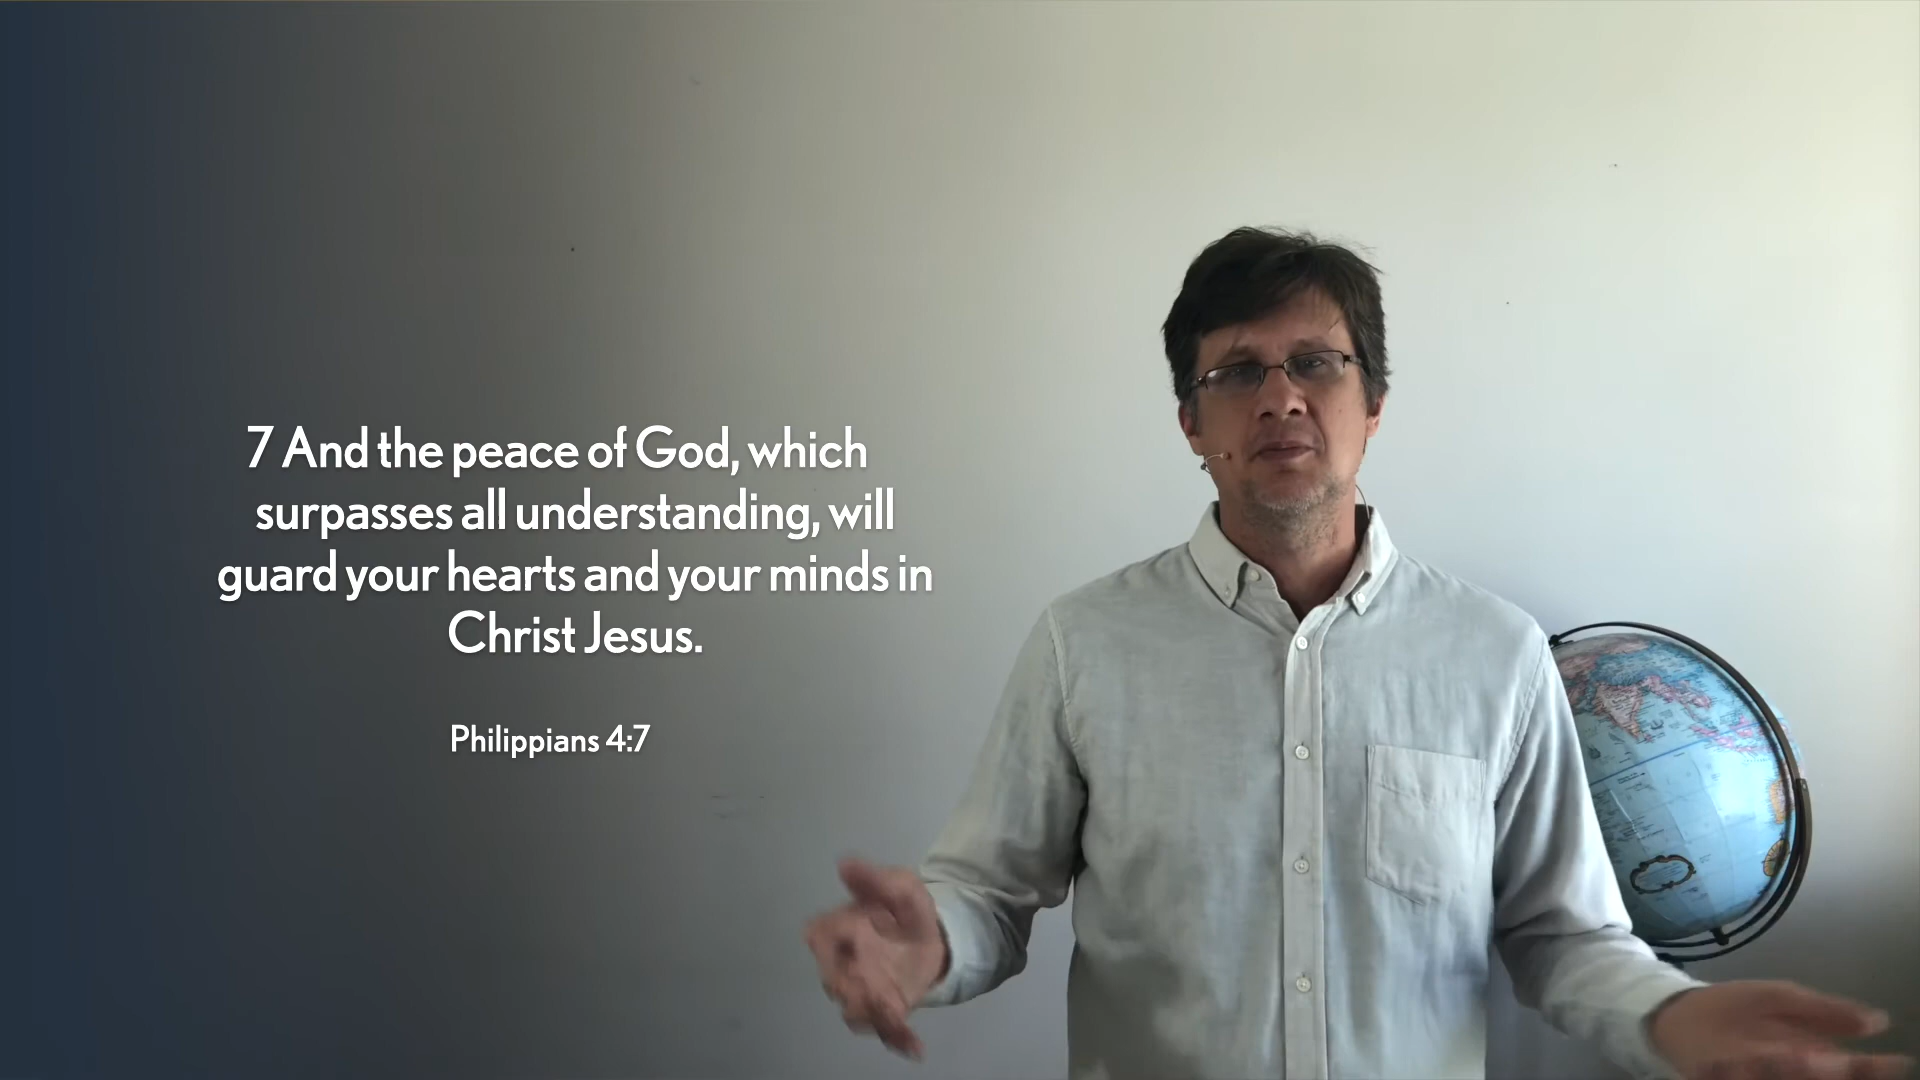 7 And the peace of God, which
surpasses all understanding, will
guard your hearts and your minds in
Christ Jesus.
Philippians 4:7